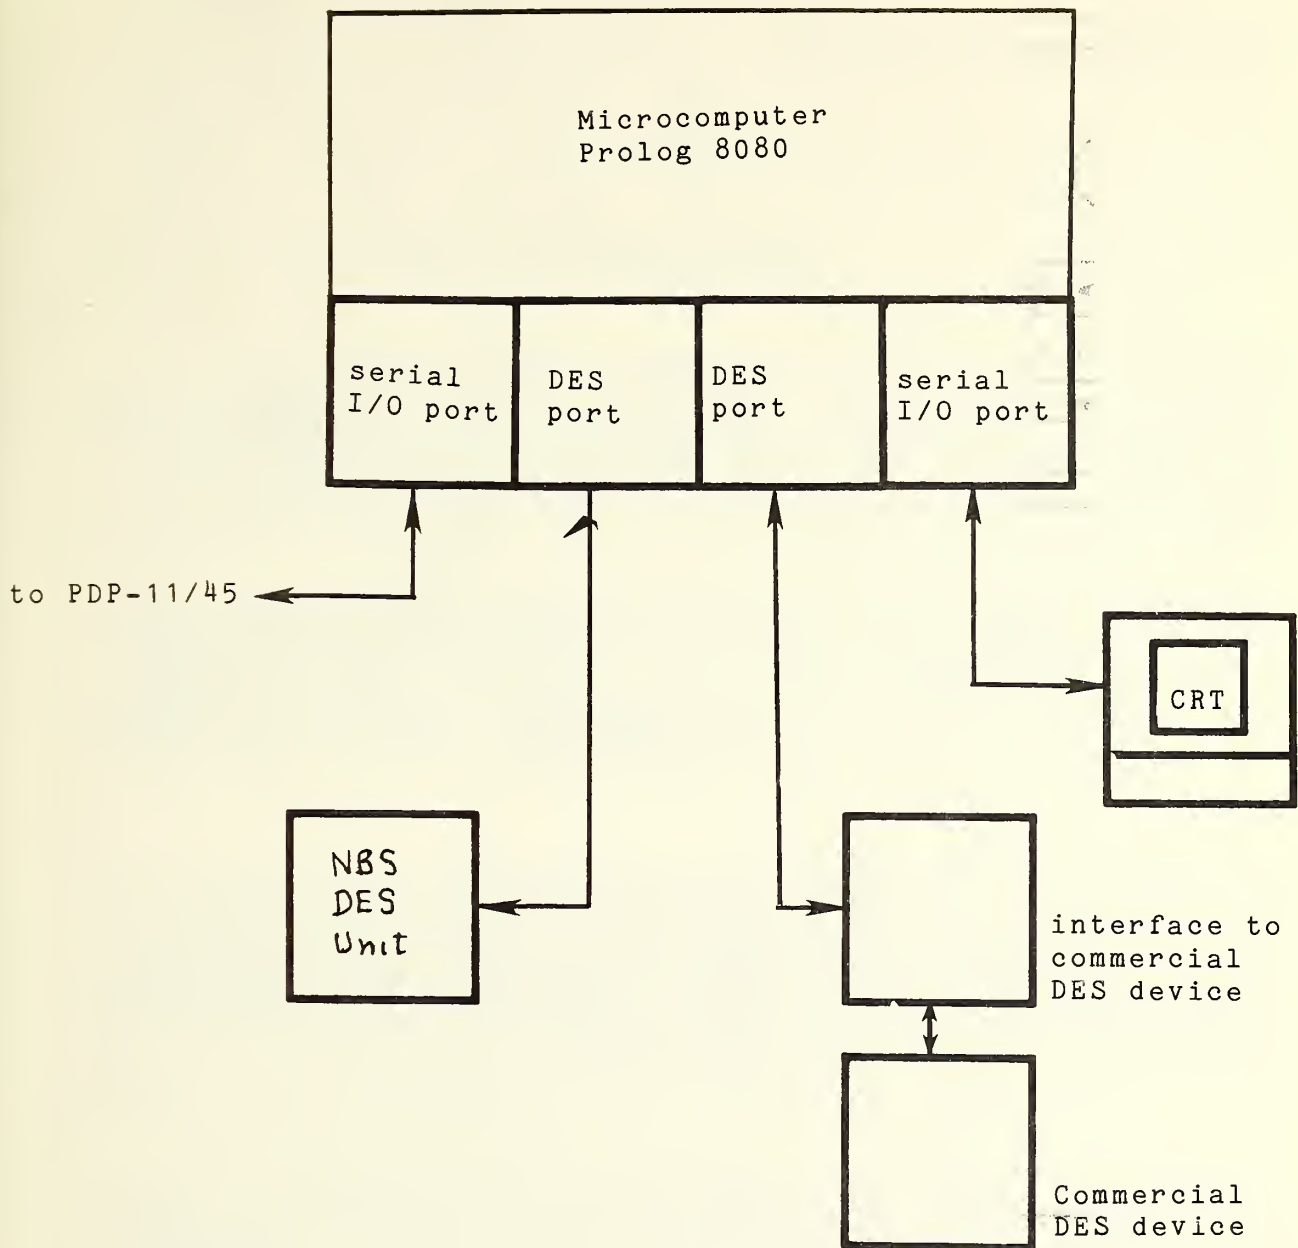 Microcomputer
Prolog 8080
serial
I/O port
DES
port
DES
port
serial
I/O port
to PDP-11/45
CRT
NBS
DES
Unit
interface to
commercial
DES device
Commercial
DES device